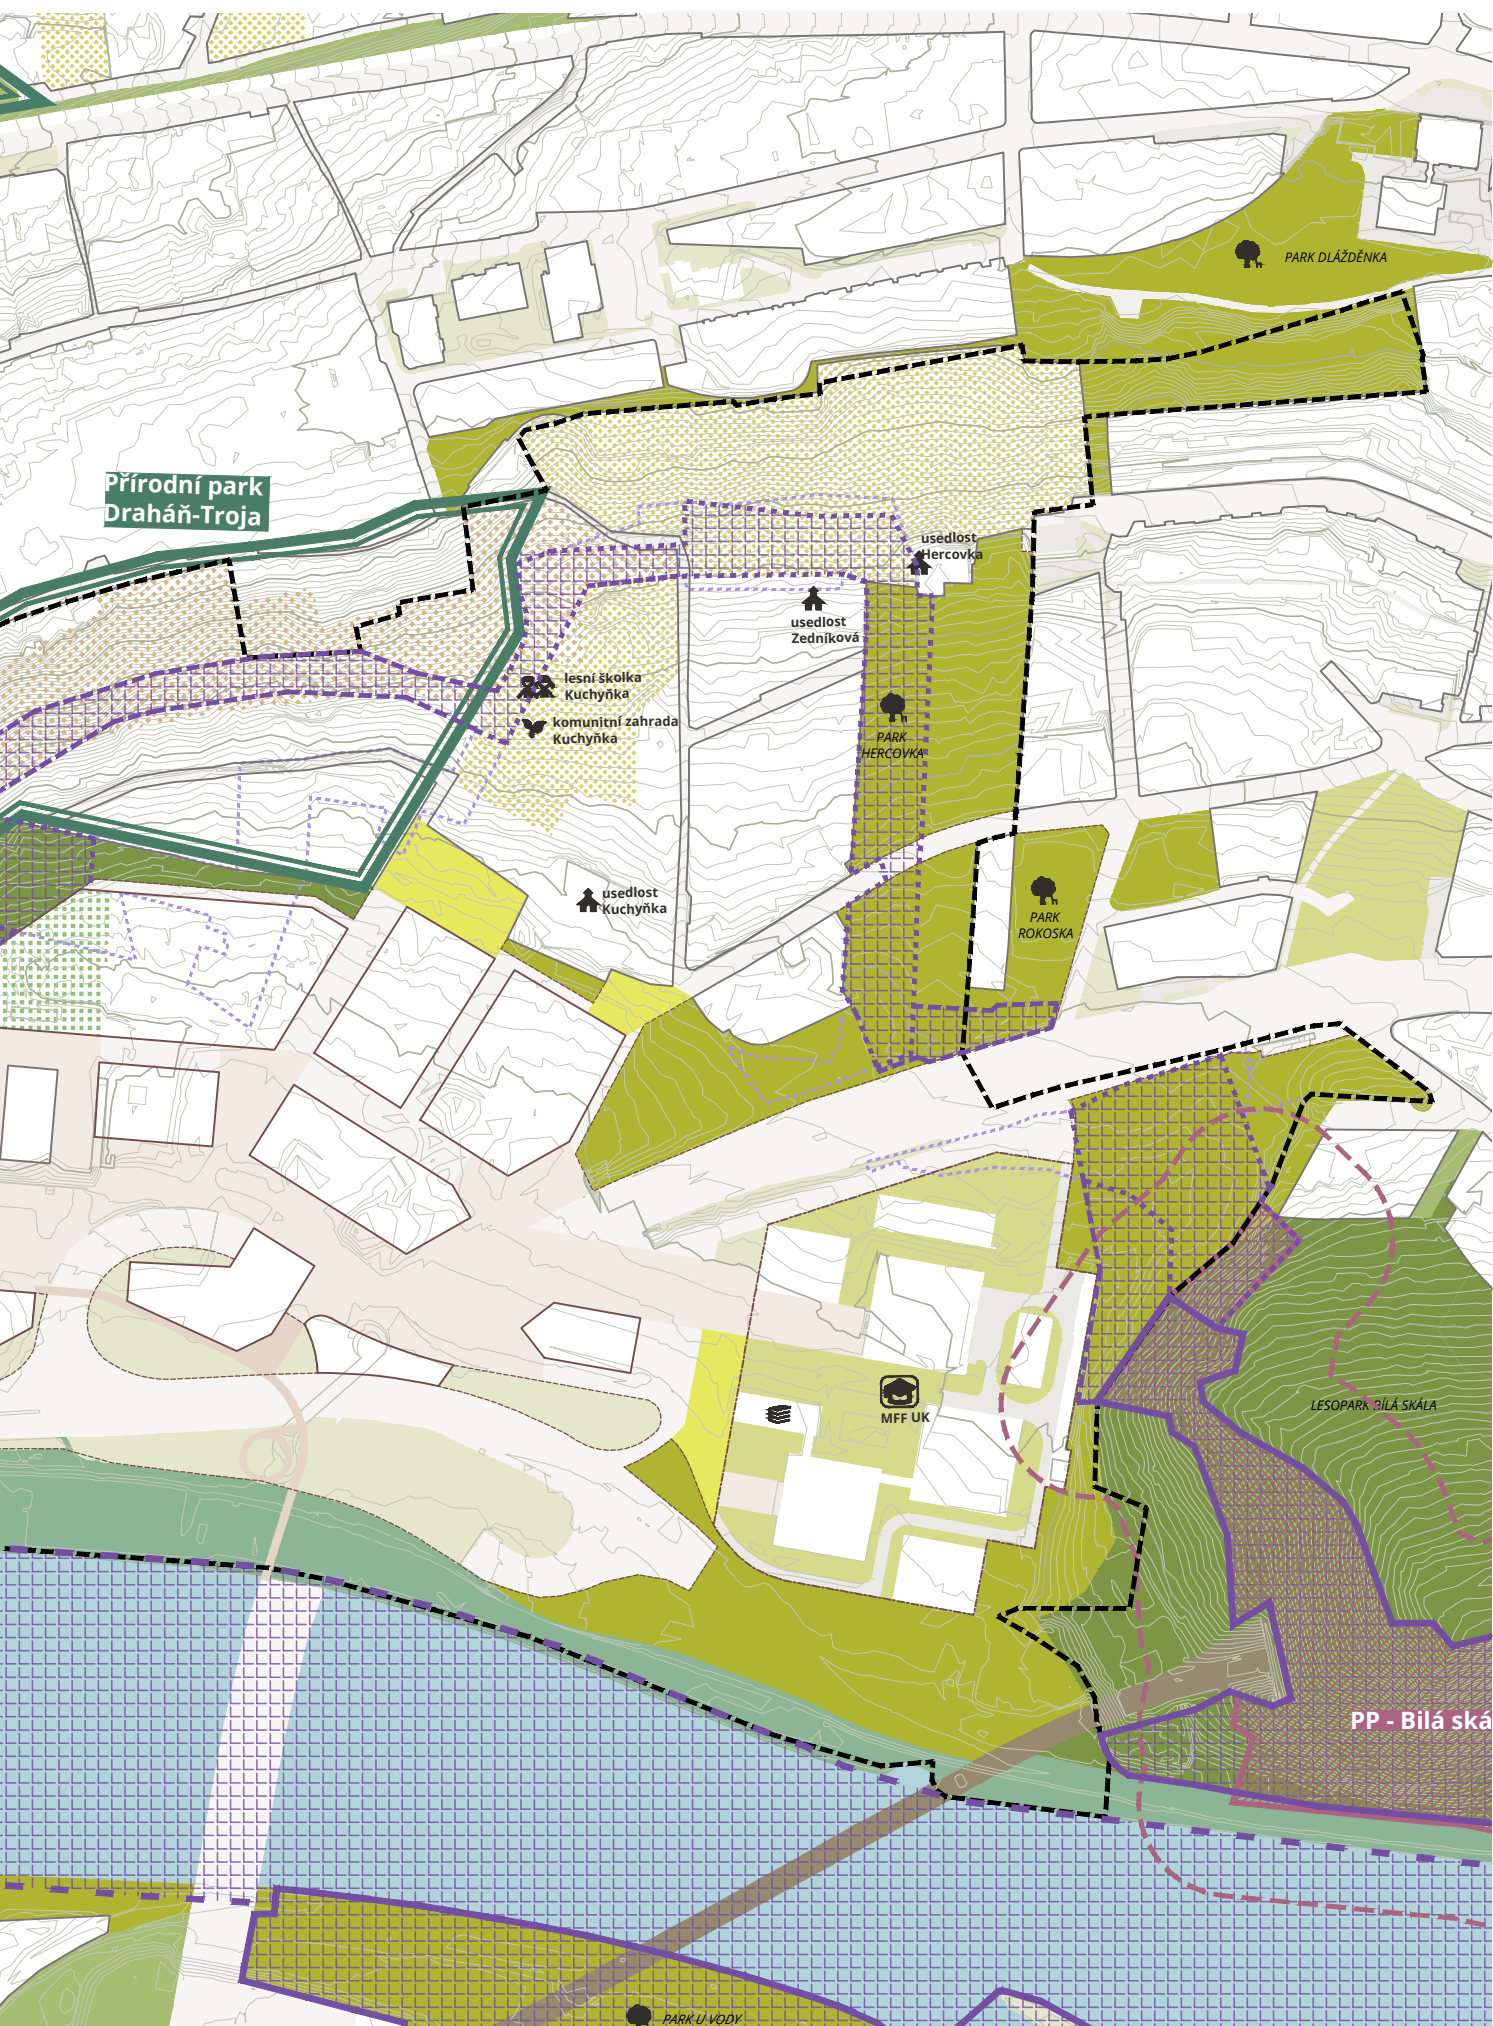 PARK DLÁŽDĚNKA
Přírodní park
Draháň-Troja
usedlost
Hercovka
usedlost
Zedníková
lesní školka
Kuchyňka
komunitní zahrada
Kuchyňka
PARK
HERCOVKA
usedlost
Kuchyňka
PARK
ROKOSKA
MFF UK
LESOPARK BÍLÁ SKÁLA
PP - Bílá ská
PARK U VODY